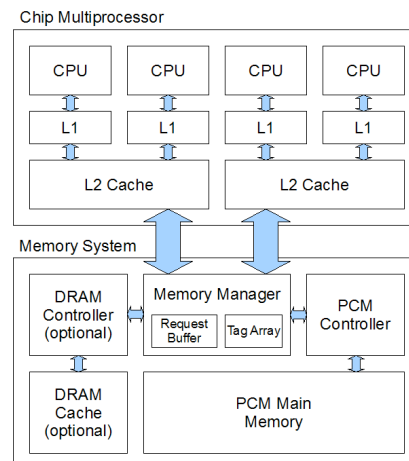 Chip Multiprocessor
CPU
CPU
CPU
CPU
L1
L1
L1
L1
L2 Cache
L2 Cache
Memory System
DRAM
Controller
(optional)
Memory Manager
Request
Buffer
Tag Array
PCM
Controller
DRAM
Cache
(optional)
PCM Main
Memory